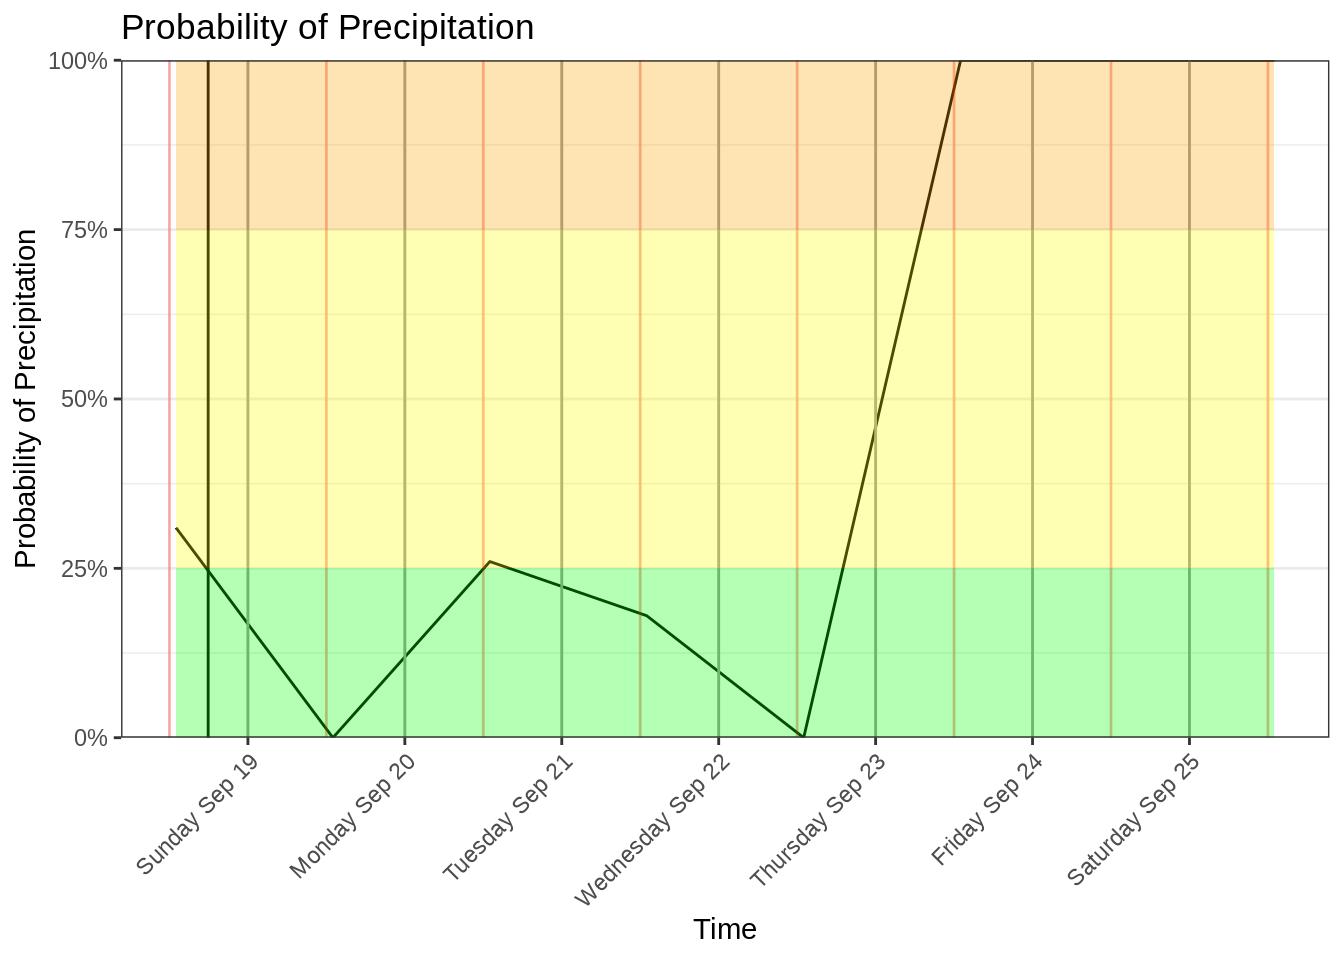 Probability of Precipitation
Probability of Precipitation
100%
75%
50%
25%
0%
Sunday Sep 19
Monday Sep 20
Tuesday Sep 21
Wednesday Sep 22
Thursday Sep 23
Friday Sep 24
Saturday Sep 25
Time